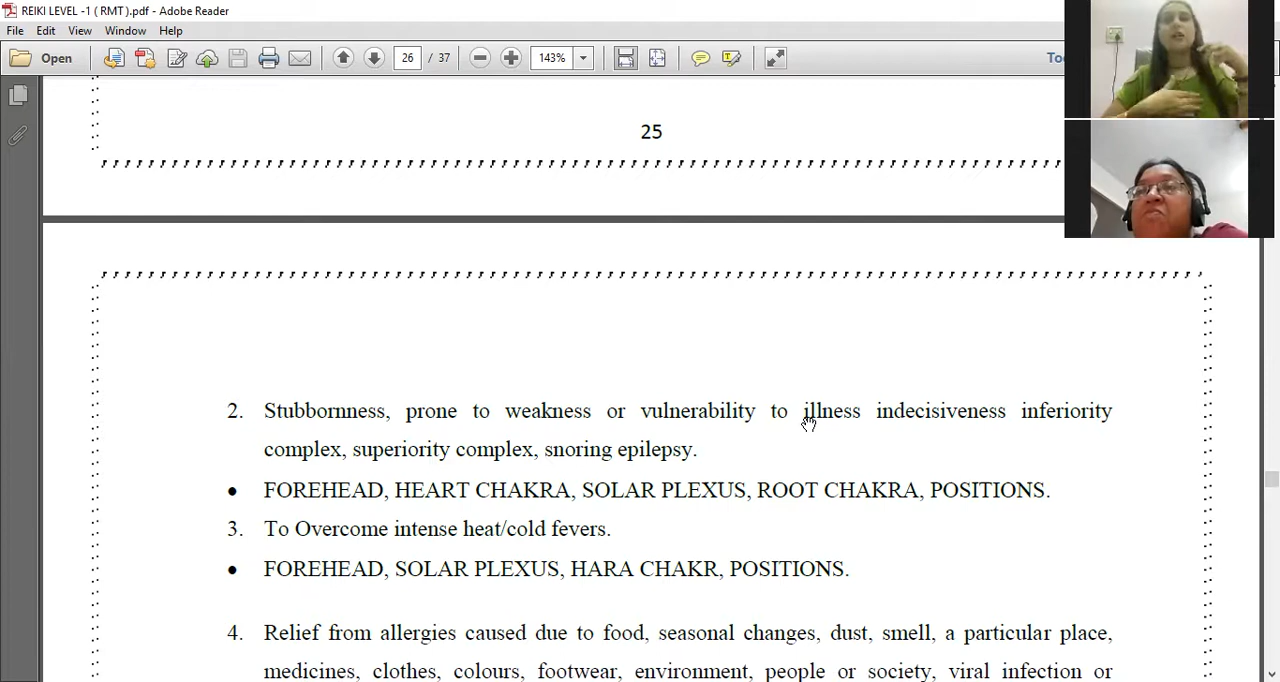 REIKI LEVEL -1 ( RMT ).pdf - Adobe Reader
File Edit View Window Help
Open 26 / 37 143%
25
2. Stubbornness, prone to weakness or vulnerability to illness indecisiveness inferiority
complex, superiority complex, snoring epilepsy.
• FOREHEAD, HEART CHAKRA, SOLAR PLEXUS, ROOT CHAKRA, POSITIONS.
3. To Overcome intense heat/cold fevers.
• FOREHEAD, SOLAR PLEXUS, HARA CHAKR, POSITIONS.
4. Relief from allergies caused due to food, seasonal changes, dust, smell, a particular place,
medicines, clothes, colours, footwear, environment, people or society, viral infection or